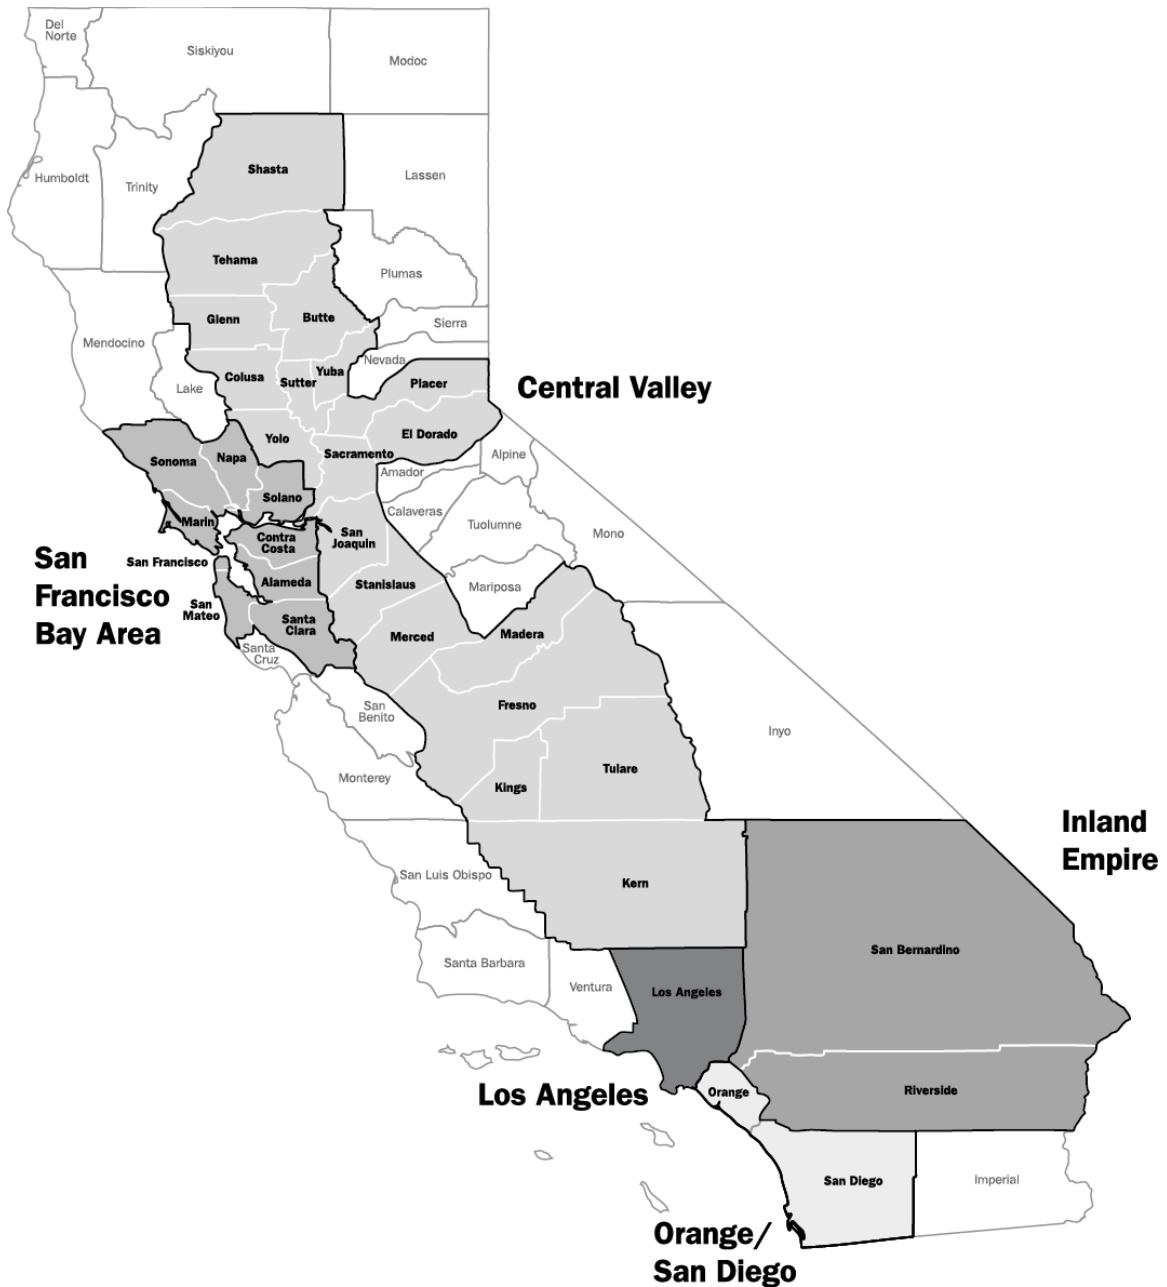 Del
Norte
Siskiyou
Modoc
Shasta
Lassen
Humboldt
Trinity
Tehama
Plumas
Glenn
Butte
Sierra
Mendocino
Nevada
Lake
Colusa
Sutter
Yuba
Placer
Central Valley
El Dorado
Yolo
Sacramento
Alpine
Sonoma
Napa
Amador
Solano
Calaveras
Tuolumne
Mono
Marin
Contra
Costa
San
Joaquin
San
Francisco
Bay Area
San Francisco
Alameda
Stanislaus
Mariposa
San
Mateo
Santa
Clara
Merced
Madera
Santa
Cruz
San
Benito
Fresno
Inyo
Monterey
Kings
Tulare
Inland
Empire
San Luis Obispo
Kern
San Bernardino
Santa Barbara
Ventura
Los Angeles
Los Angeles
Orange
Riverside
San Diego
Imperial
Orange/
San Diego